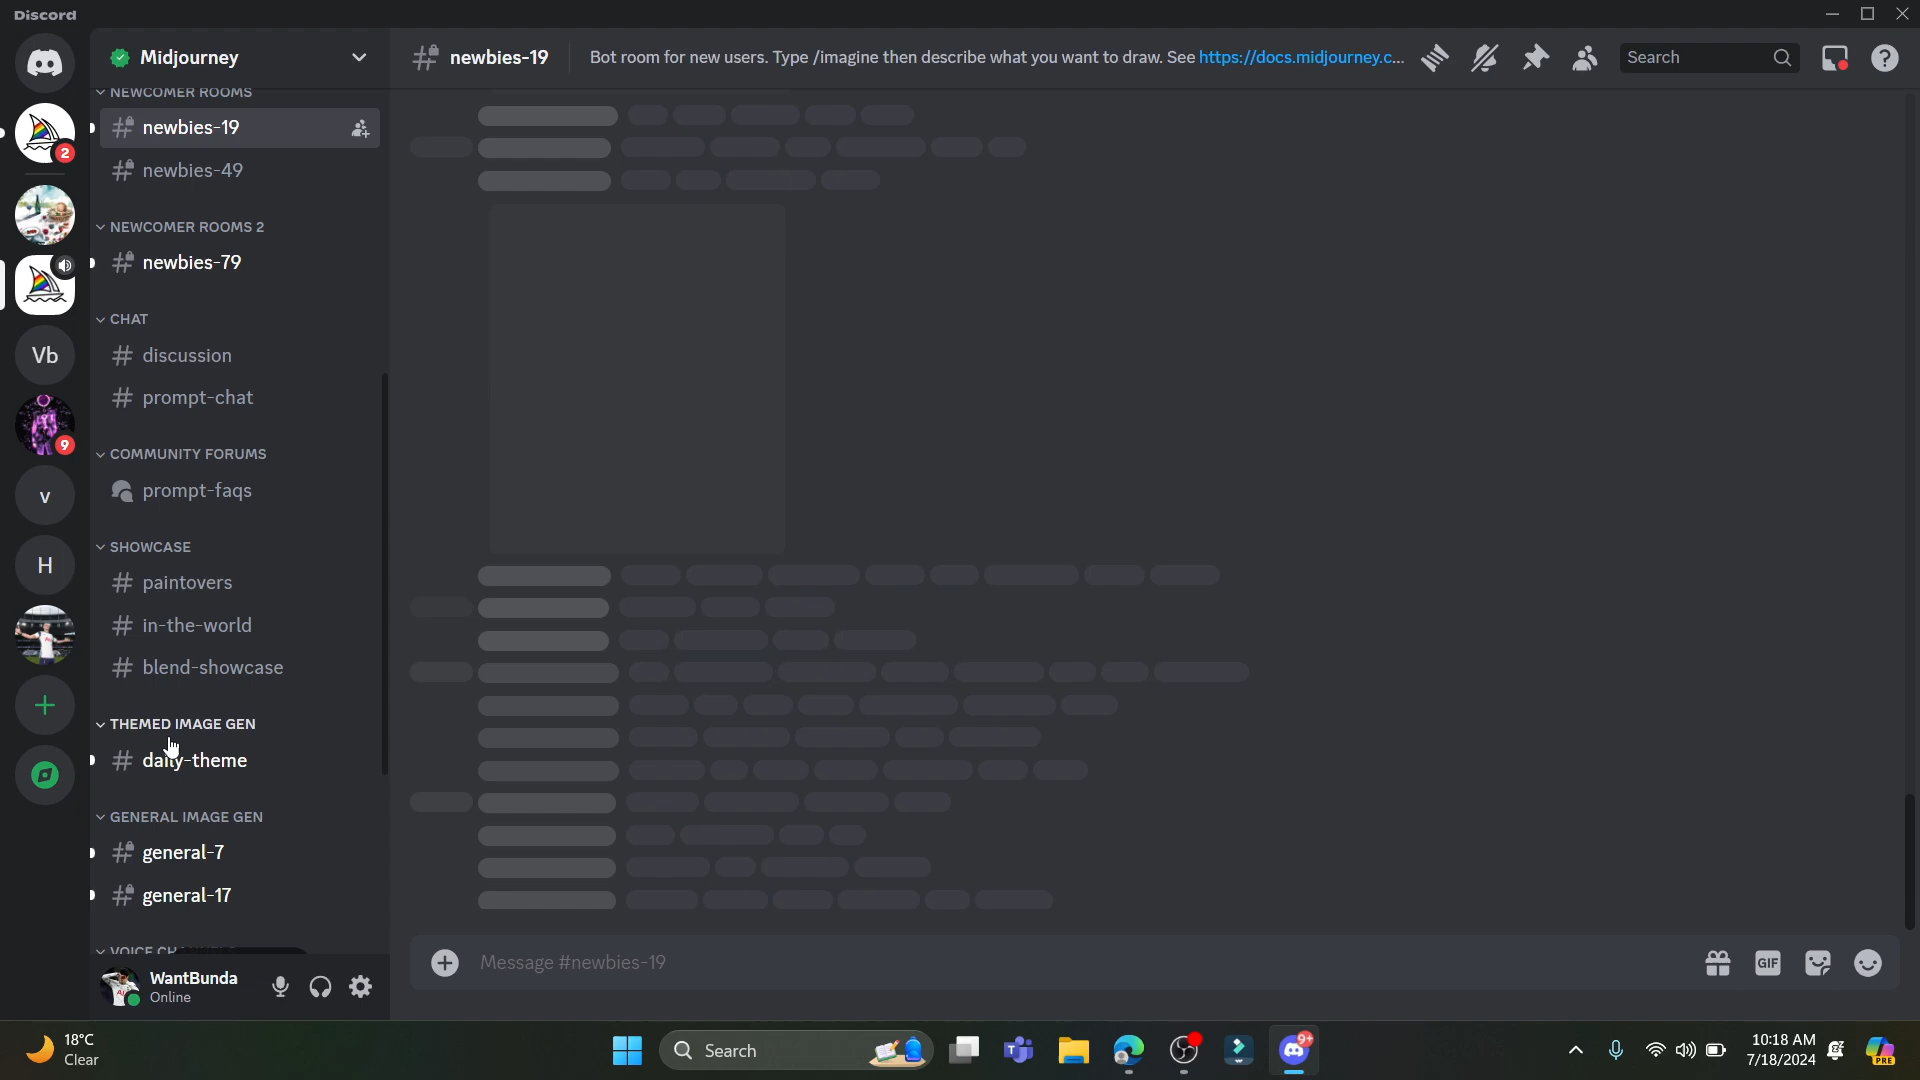 Discord
Midjourney
NEWCOMER ROOMS
newbies-19
newbies-49
NEWCOMER ROOMS 2
newbies-79
CHAT
discussion
prompt-chat
COMMUNITY FORUMS
prompt-faqs
SHOWCASE
paintovers
in-the-world
blend-showcase
THEMED IMAGE GEN
daily-theme
GENERAL IMAGE GEN
general-7
general-17
WantBunda
Online
2
Vb
9
v
H
newbies-19
Bot room for new users. Type /imagine then describe what you want to draw. See https://docs.midjourney.c...
Search
Message #newbies-19
GIF
18°C
Clear
Search
9+
10:18 AM
7/18/2024
PRE